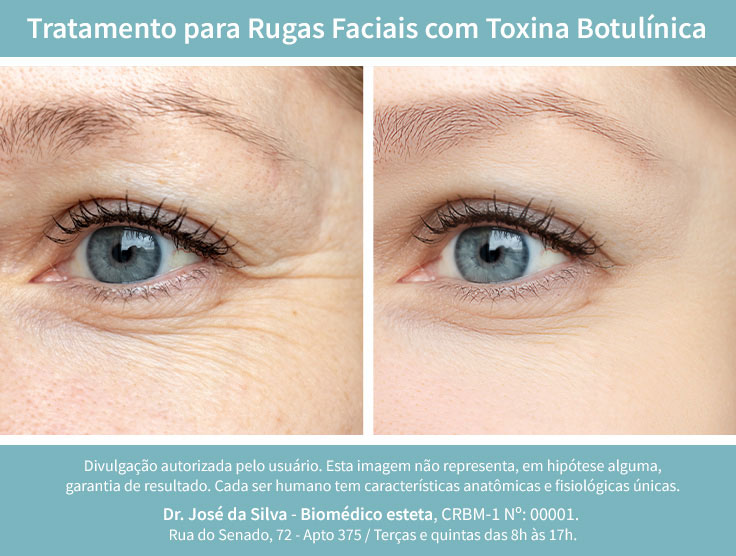 Tratamento para Rugas Faciais com Toxina Botulínica
Divulgação autorizada pelo usuário. Esta imagem não representa, em hipótese alguma,
garantia de resultado. Cada ser humano tem características anatômicas e fisiológicas únicas.
Dr. José da Silva - Biomédico esteta, CRBM-1 Nº: 00001.
Rua do Senado, 72 - Apto 375 / Terças e quintas das 8h às 17h.